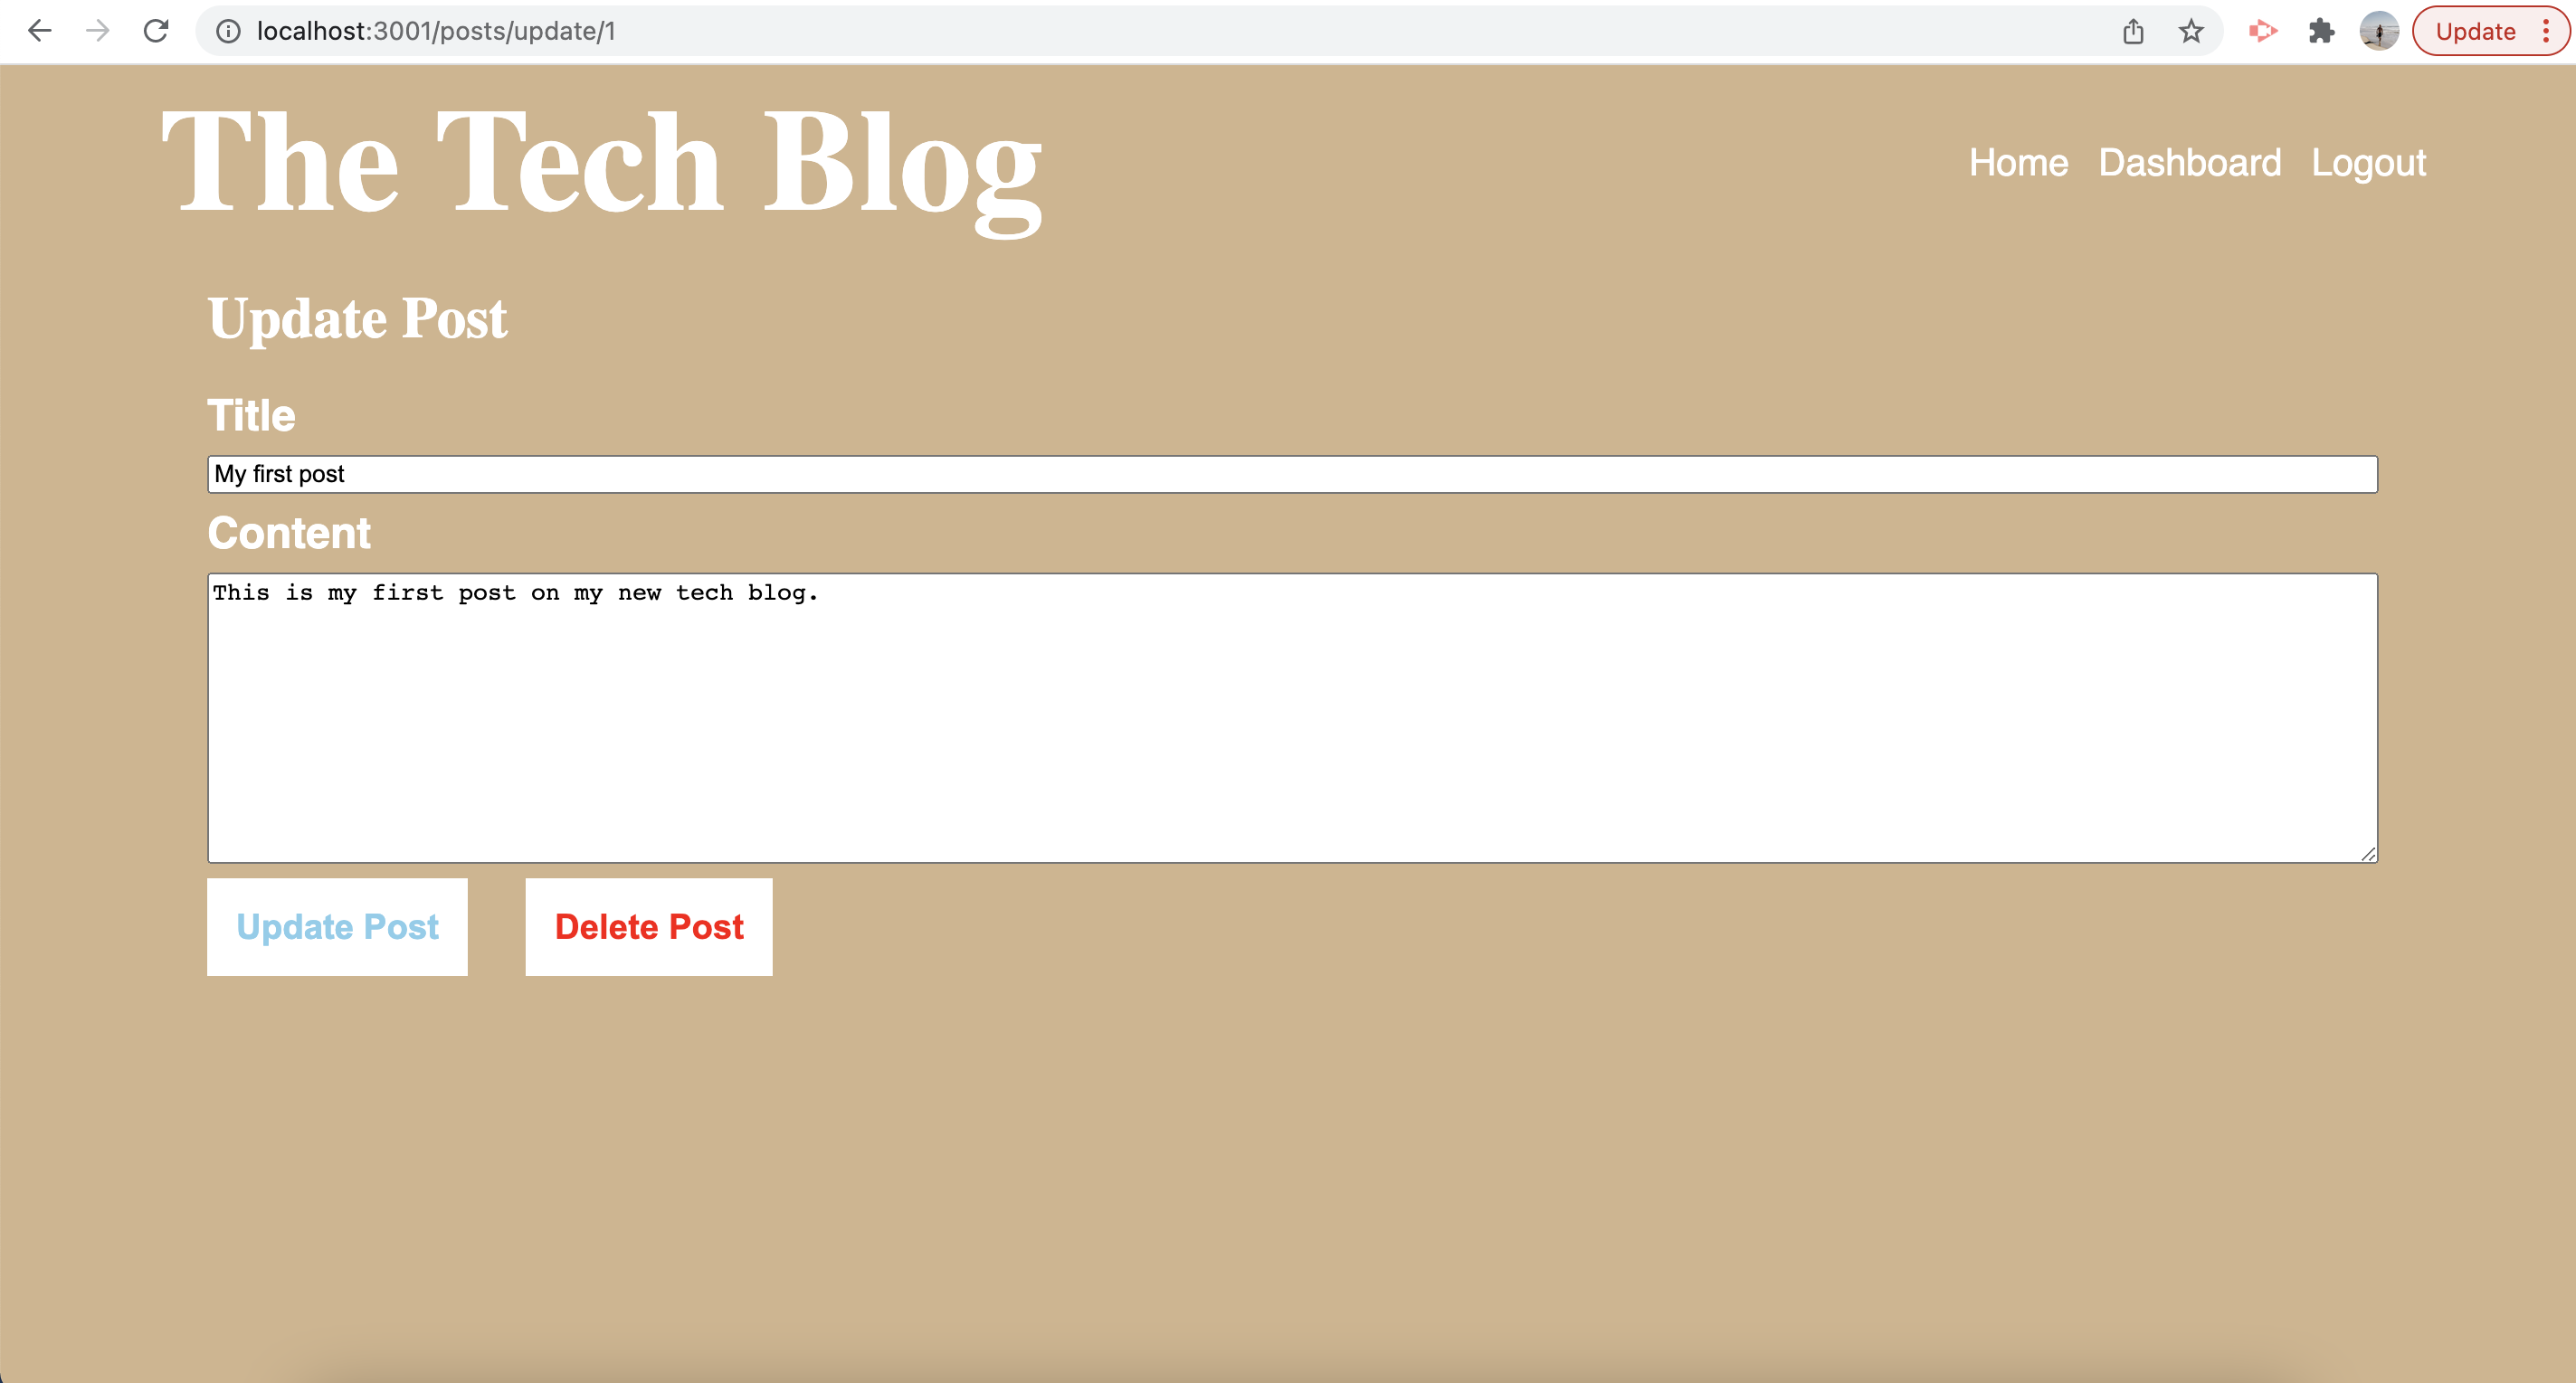 localhost:3001/posts/update/1
Update
The Tech Blog
Home Dashboard Logout
Update Post
Title
My first post
Content
This is my first post on my new tech blog.
Update Post Delete Post